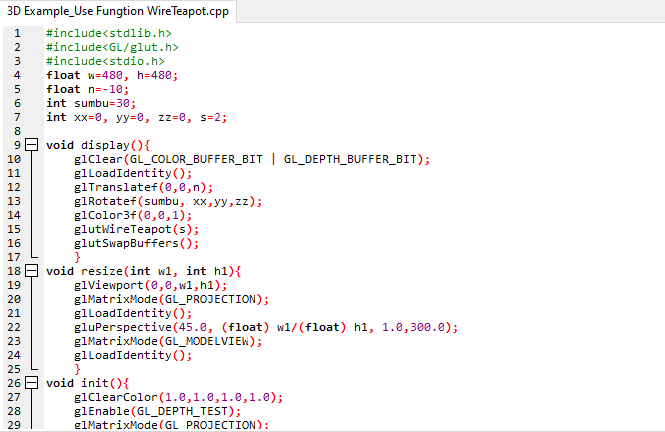 3D Example_Use Fungtion WireTeapot.cpp
1 #include<stdlib.h>
2 #include<GL/glut.h>
3 #include<stdio.h>
4 float w=480, h=480;
5 float n=-10;
6 int sumbu=30;
7 int xx=0, yy=0, zz=0, s=2;
8
9 void display(){
10 glClear(GL_COLOR_BUFFER_BIT | GL_DEPTH_BUFFER_BIT);
11 glLoadIdentity();
12 glTranslatef(0,0,n);
13 glRotatef(sumbu, xx,yy,zz);
14 glColor3f(0,0,1);
15 glutWireTeapot(s);
16 glutSwapBuffers();
17 }
18 void resize(int w1, int h1){
19 glViewport(0,0,w1,h1);
20 glMatrixMode(GL_PROJECTION);
21 glLoadIdentity();
22 gluPerspective(45.0, (float) w1/(float) h1, 1.0,300.0);
23 glMatrixMode(GL_MODELVIEW);
24 glLoadIdentity();
25 }
26 void init(){
27 glClearColor(1.0,1.0,1.0,1.0);
28 glEnable(GL_DEPTH_TEST);
29 glMatrixMode(GL_PROJECTION);